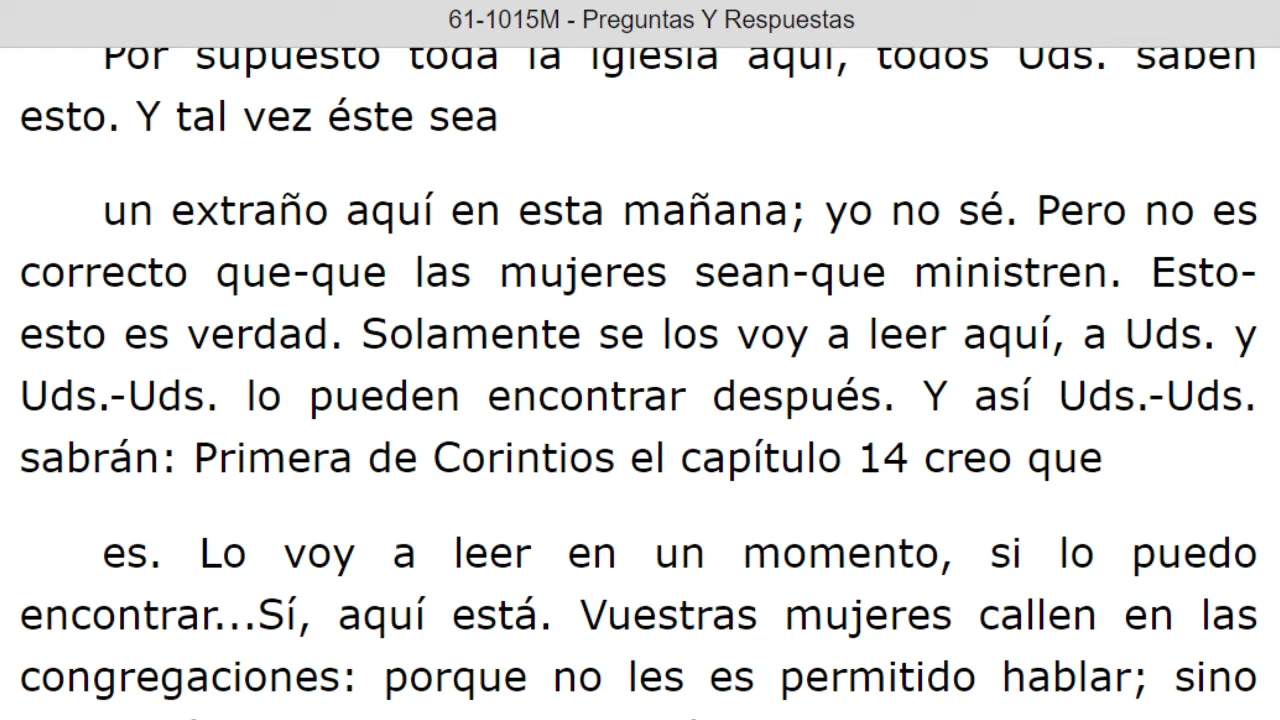 61-1015M - Preguntas Y Respuestas
Por supuesto toda la iglesia aquí, todos Uds. saben
esto. Y tal vez éste sea
un extraño aquí en esta mañana; yo no sé. Pero no es
correcto que-que las mujeres sean-que ministren. Esto-
esto es verdad. Solamente se los voy a leer aquí, a Uds. y
Uds.-Uds. lo pueden encontrar después. Y así Uds.-Uds.
sabrán: Primera de Corintios el capítulo 14 creo que
es. Lo voy a leer en un momento, si lo puedo
encontrar...Sí, aquí está. Vuestras mujeres callen en las
congregaciones: porque no les es permitido hablar; sino